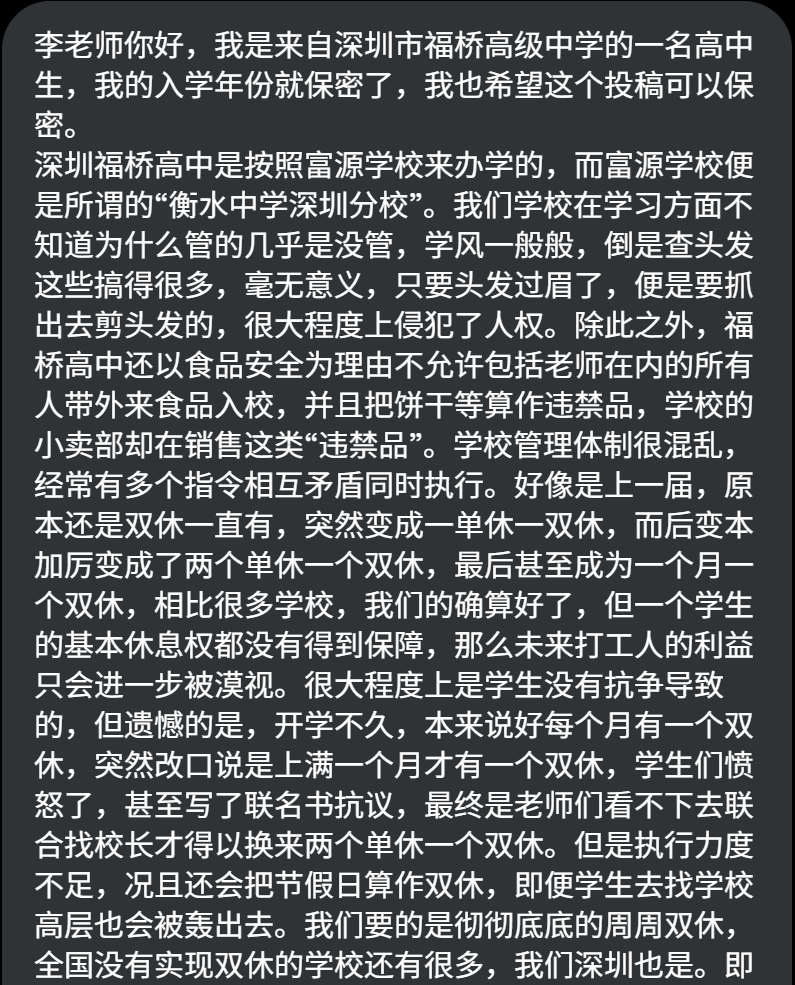 李老师你好，我是来自深圳市福桥高级中学的一名高中
生，我的入学年份就保密了，我也希望这个投稿可以保
密。
深圳福桥高中是按照富源学校来办学的，而富源学校便
是所谓的“衡水中学深圳分校”。我们学校在学习方面不
知道为什么管的几乎是没管，学风一般般，倒是查头发
这些搞得很多，毫无意义，只要头发过眉了，便是要抓
出去剪头发的，很大程度上侵犯了人权。除此之外，福
桥高中还以食品安全为理由不允许包括老师在内的所有
人带外来食品入校，并且把饼干等算作违禁品，学校的
小卖部却在销售这类“违禁品”。学校管理体制很混乱，
经常有多个指令相互矛盾同时执行。好像是上一届，原
本还是双休一直有，突然变成一单休一双休，而后变本
加厉变成了两个单休一个双休，最后甚至成为一个月一
个双休，相比很多学校，我们的确算好了，但一个学生
的基本休息权都没有得到保障，那么未来打工人的利益
只会进一步被漠视。很大程度上是学生没有抗争导致
的，但遗憾的是，开学不久，本来说好每个月有一个双
休，突然改口说是上满一个月才有一个双休，学生们愤
怒了，甚至写了联名书抗议，最终是老师们看不下去联
合找校长才得以换来两个单休一个双休。但是执行力度
不足，况且还会把节假日算作双休，即便学生去找学校
高层也会被轰出去。我们要的是彻彻底底的周周双休，
全国没有实现双休的学校还有很多，我们深圳也是。即